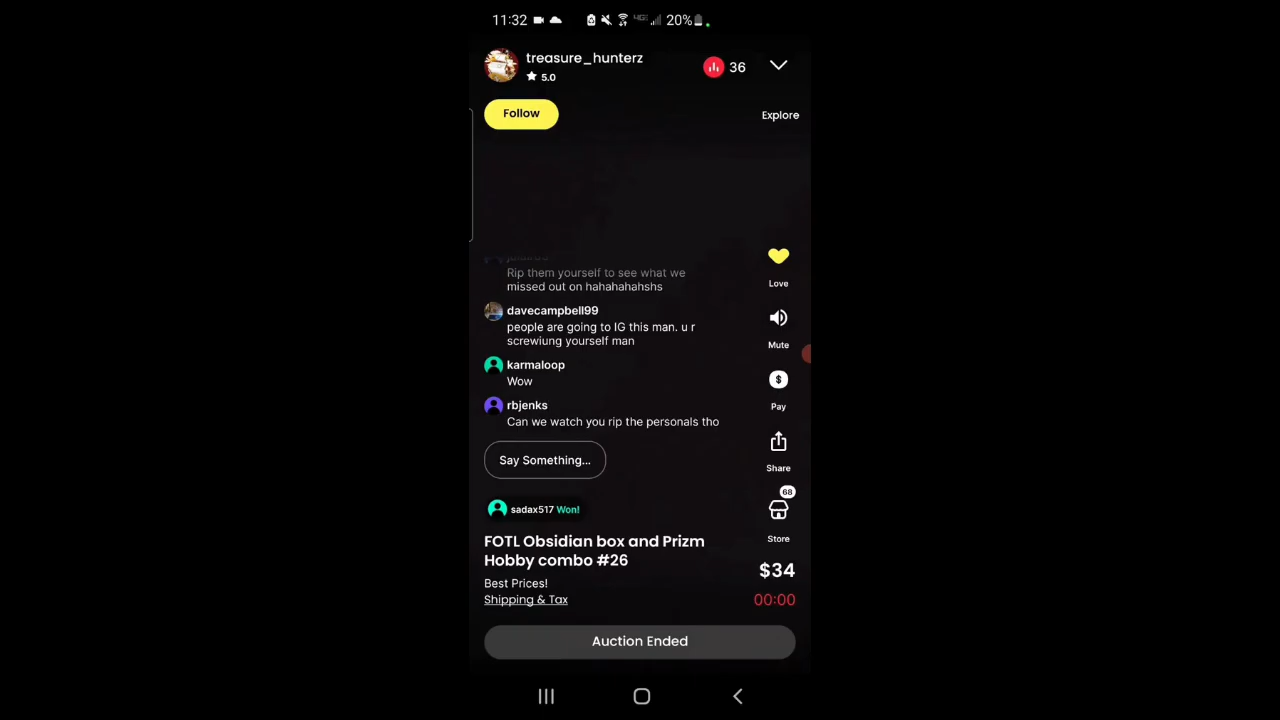 11:32
20%
treasure_hunterz
5.0
36
Follow
Explore
Rip them yourself to see what we
missed out on hahahahahshs
Love
davecampbell99
people are going to IG this man. u r
screwiung yourself man
Mute
karmaloop
Wow
rbjenks
Can we watch you rip the personals tho
Pay
Say Something...
Share
68
sadax517 Won!
Store
FOTL Obsidian box and Prizm
Hobby combo #26
$34
Best Prices!
Shipping & Tax
00:00
Auction Ended